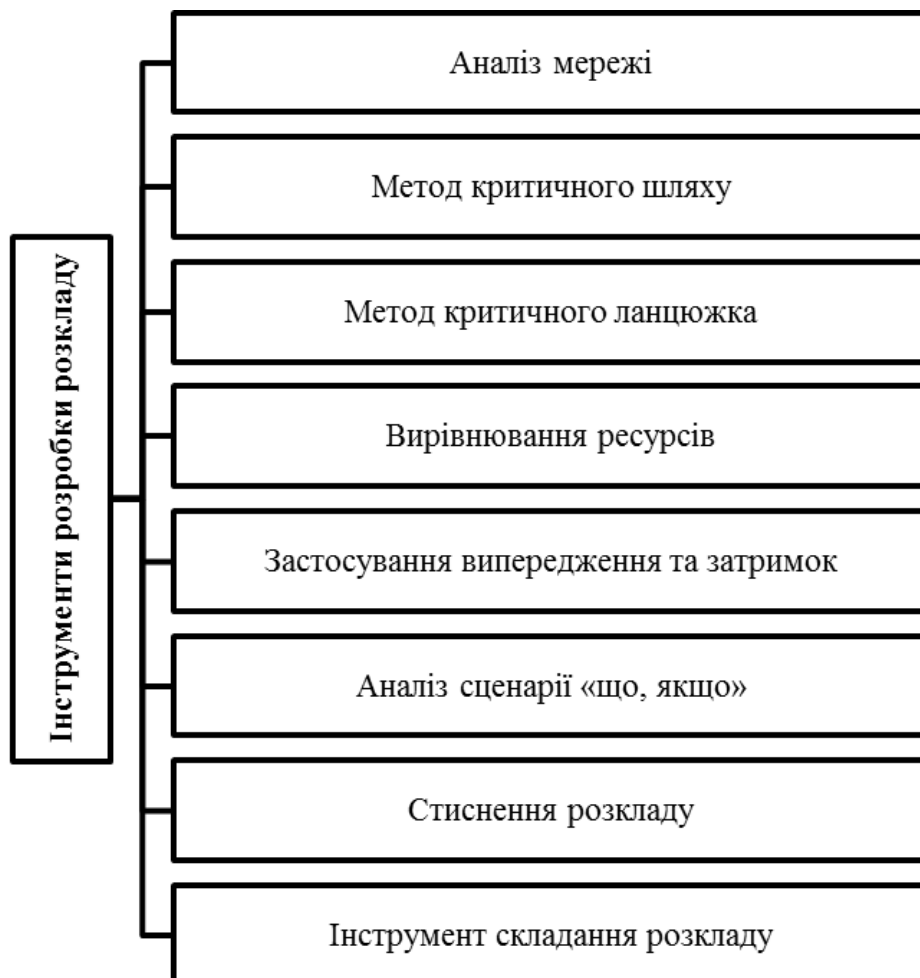 Інструменти розробки розкладу
Аналіз мережі
Метод критичного шляху
Метод критичного ланцюжка
Вирівнювання ресурсів
Застосування випередження та затримок
Аналіз сценарії «що, якщо»
Стиснення розкладу
Інструмент складання розкладу